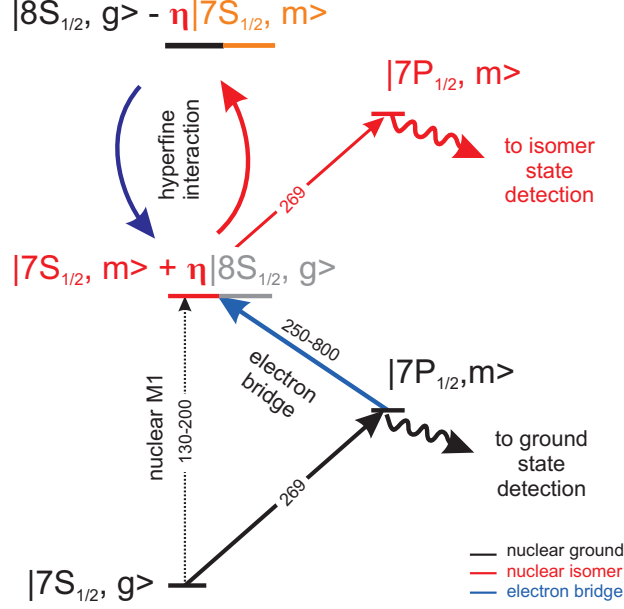 |8S1/2, g> - η|7S1/2, m>
|7P1/2, m>
hyperfine
interaction
to isomer
state
detection
269
|7S1/2, m> + η|8S1/2, g>
250-800
electron
bridge
|7P1/2,m>
nuclear M1
130-200
to ground
state
detection
269
|7S1/2, g>
nuclear ground
nuclear isomer
electron bridge